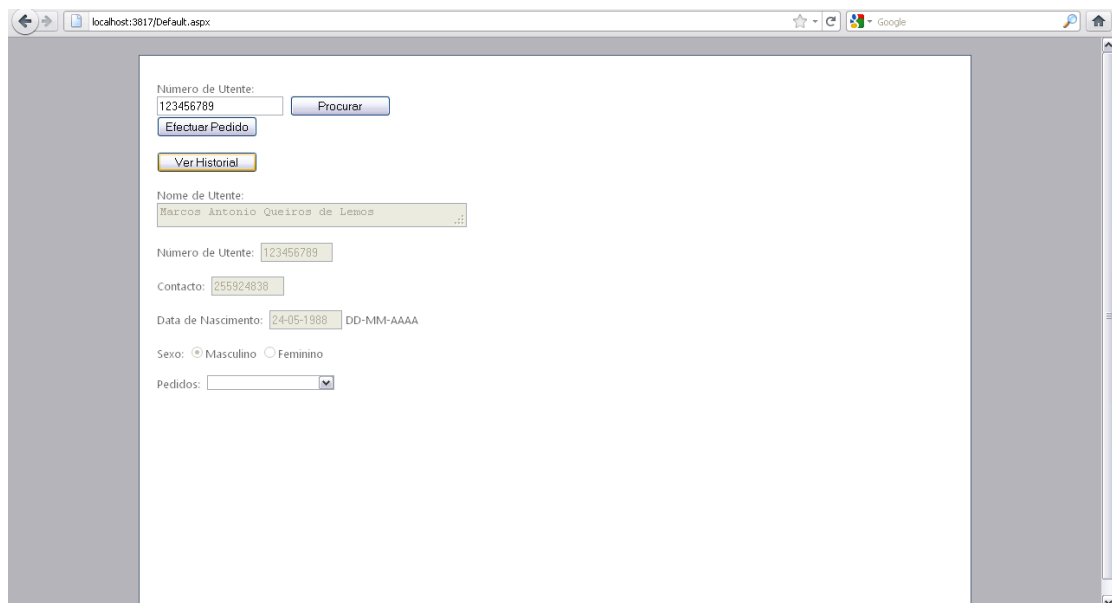 localhost:3817/Default.aspx
Google
Número de Utente:
123456789 Procurar
Efectuar Pedido
Ver Historial
Nome de Utente:
Marcos Antonio Queiros de Lemos
Número de Utente: 123456789
Contacto: 255924838
Data de Nascimento: 24-05-1988 DD-MM-AAAA
Sexo: Masculino Feminino
Pedidos: